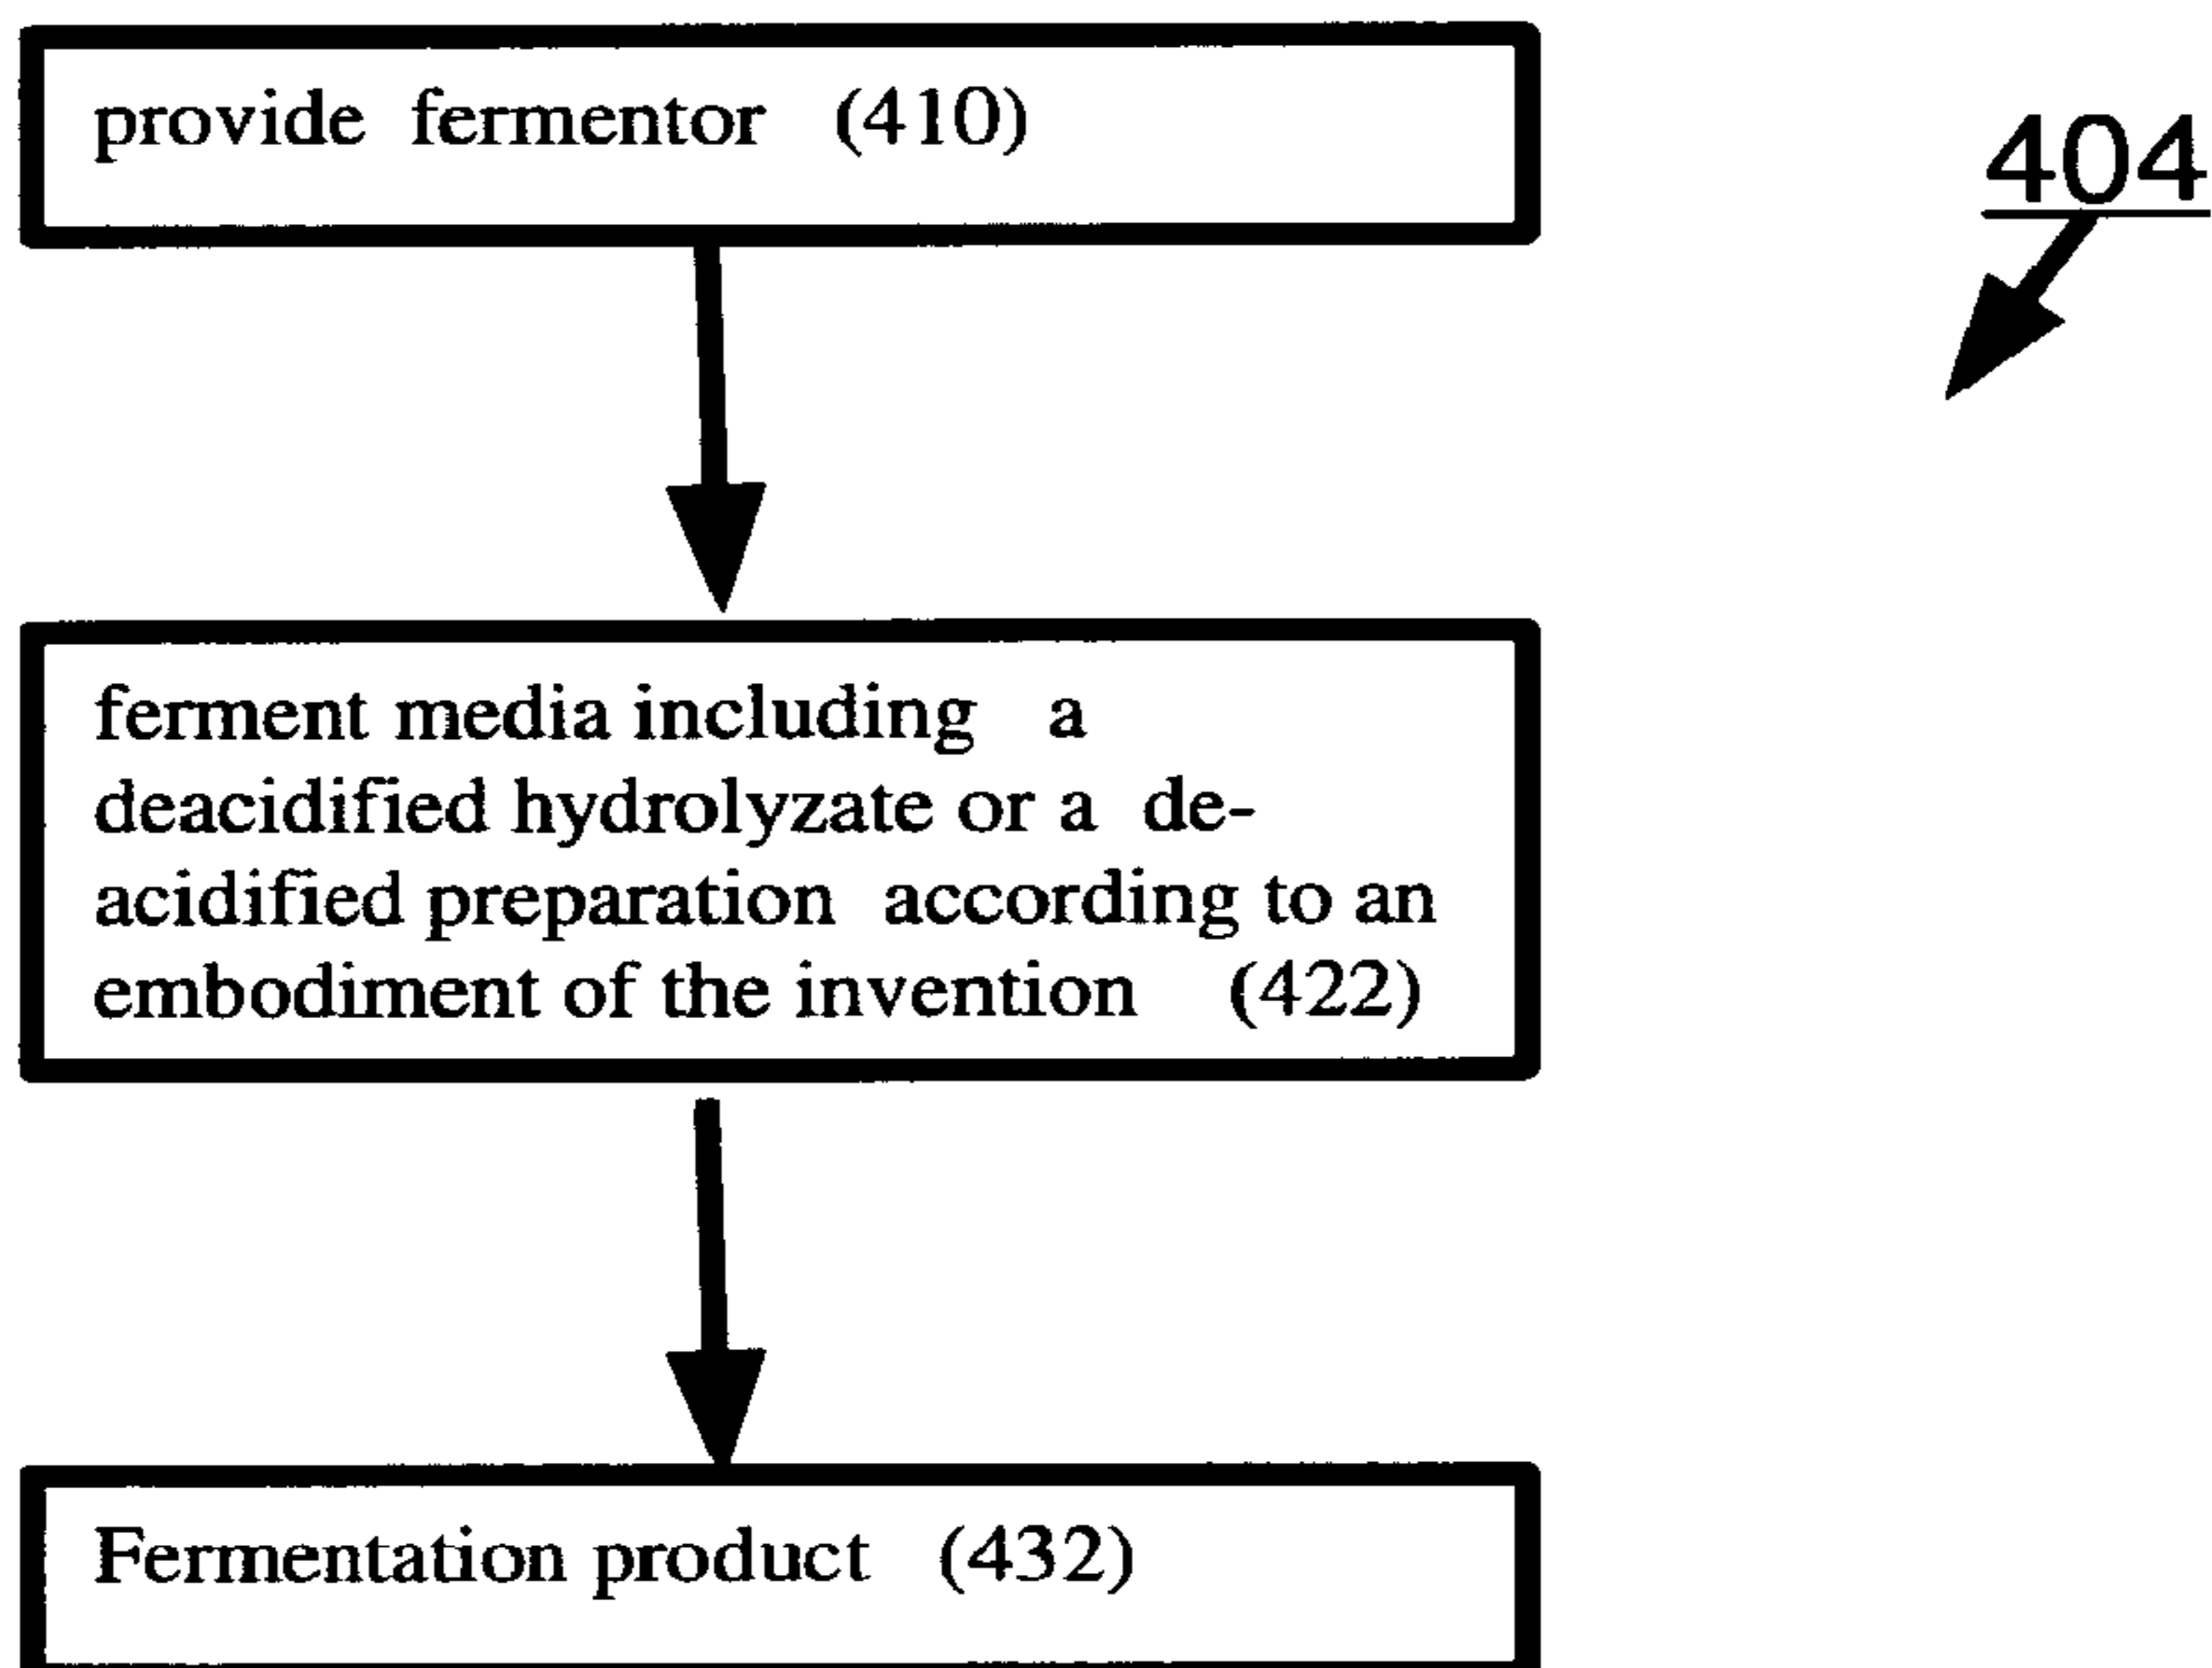 provide fermentor (410)
404
ferment media including a
deacidified hydrolyzate or a de-
acidified preparation according to an
embodiment of the invention (422)
Fermentation product (432)